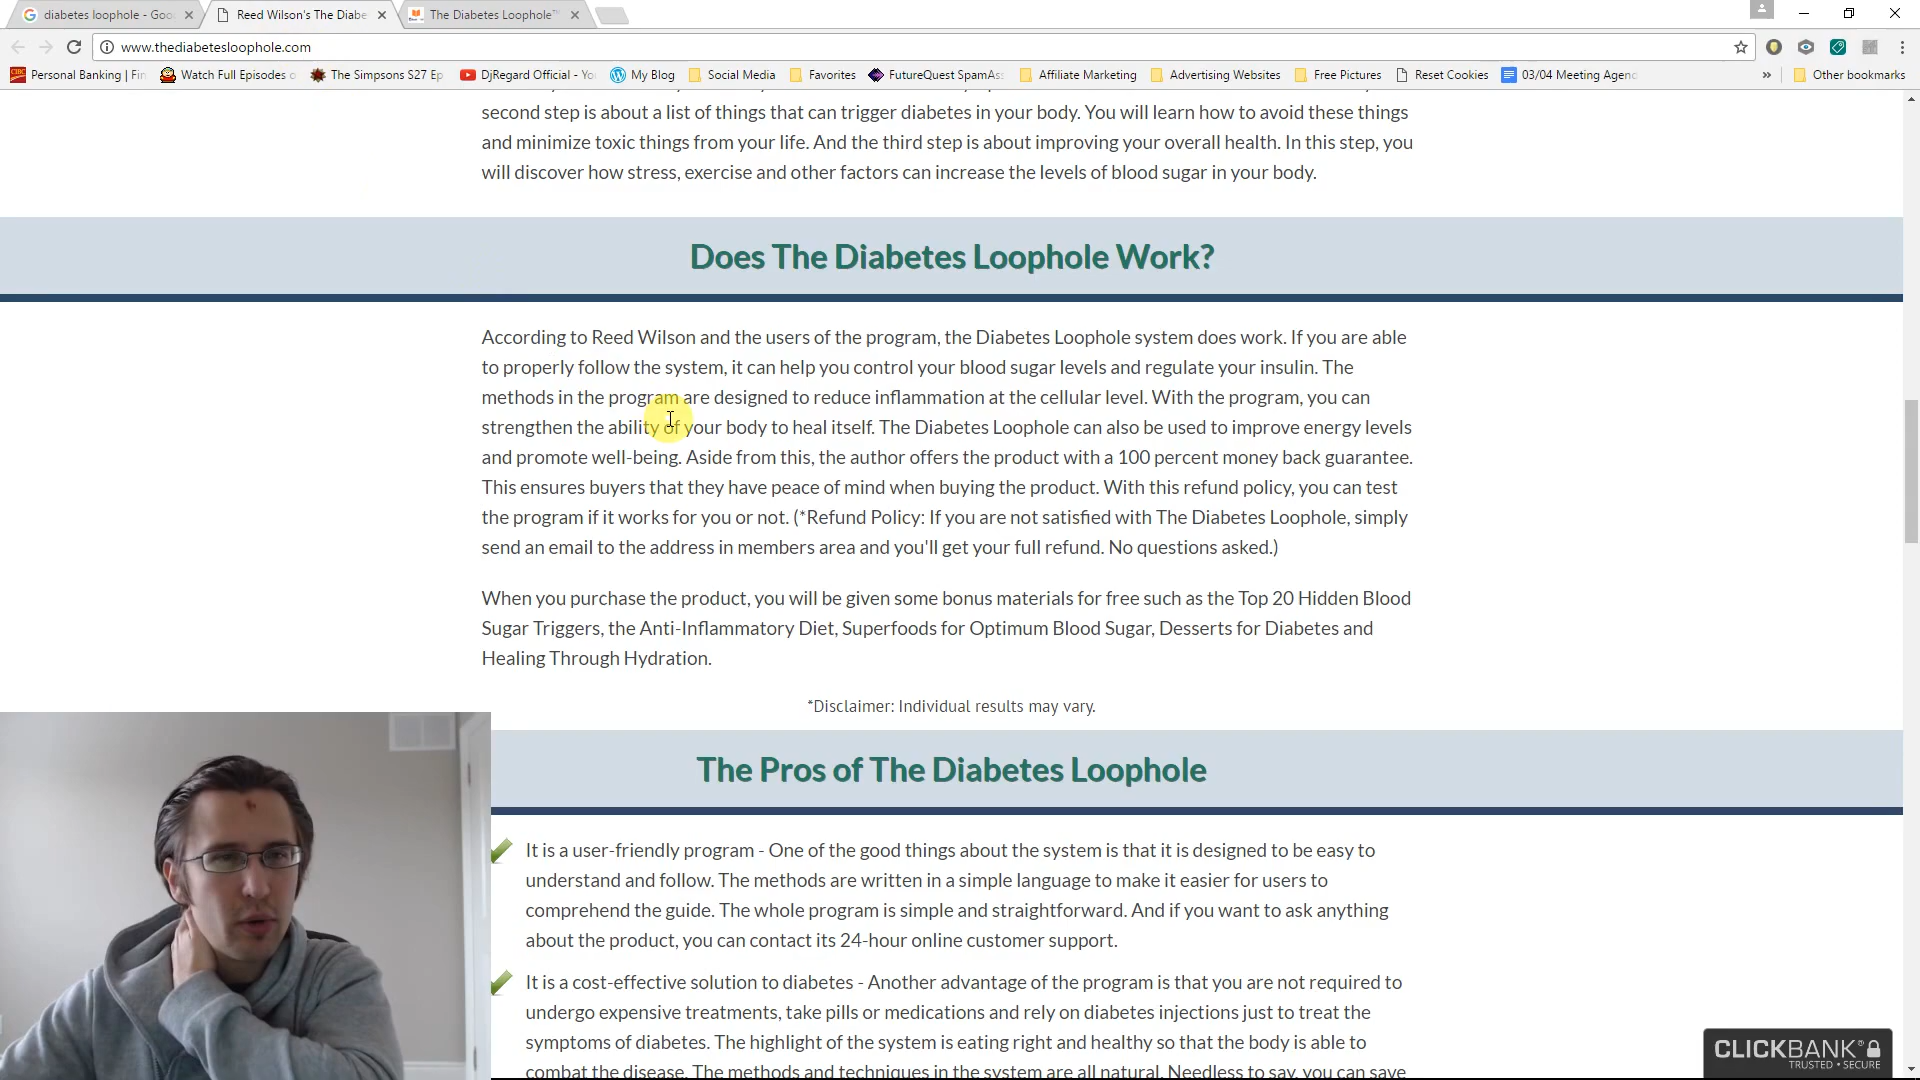 diabetes loophole - Goo
Reed Wilson's The Diabe
The Diabetes Loophole™
www.thediabetesloophole.com
Personal Banking | Fin
Watch Full Episodes o
The Simpsons S27 Ep
DjRegard Official - Yo
My Blog
Social Media
Favorites
FutureQuest SpamAs
Affiliate Marketing
Advertising Websites
Free Pictures
Reset Cookies
03/04 Meeting Agen
»
Other bookmarks
second step is about a list of things that can trigger diabetes in your body. You will learn how to avoid these things
and minimize toxic things from your life. And the third step is about improving your overall health. In this step, you
will discover how stress, exercise and other factors can increase the levels of blood sugar in your body.
Does The Diabetes Loophole Work?
According to Reed Wilson and the users of the program, the Diabetes Loophole system does work. If you are able
to properly follow the system, it can help you control your blood sugar levels and regulate your insulin. The
methods in the program are designed to reduce inflammation at the cellular level. With the program, you can
strengthen the ability of your body to heal itself. The Diabetes Loophole can also be used to improve energy levels
and promote well-being. Aside from this, the author offers the product with a 100 percent money back guarantee.
This ensures buyers that they have peace of mind when buying the product. With this refund policy, you can test
the program if it works for you or not. (*Refund Policy: If you are not satisfied with The Diabetes Loophole, simply
send an email to the address in members area and you'll get your full refund. No questions asked.)
When you purchase the product, you will be given some bonus materials for free such as the Top 20 Hidden Blood
Sugar Triggers, the Anti-Inflammatory Diet, Superfoods for Optimum Blood Sugar, Desserts for Diabetes and
Healing Through Hydration.
*Disclaimer: Individual results may vary.
The Pros of The Diabetes Loophole
It is a user-friendly program - One of the good things about the system is that it is designed to be easy to
understand and follow. The methods are written in a simple language to make it easier for users to
comprehend the guide. The whole program is simple and straightforward. And if you want to ask anything
about the product, you can contact its 24-hour online customer support.
It is a cost-effective solution to diabetes - Another advantage of the program is that you are not required to
undergo expensive treatments, take pills or medications and rely on diabetes injections just to treat the
symptoms of diabetes. The highlight of the system is eating right and healthy so that the body is able to
combat the disease. The methods and techniques in the system are all natural. Needless to say, you can save
CLICKBANK®
TRUSTED • SECURE